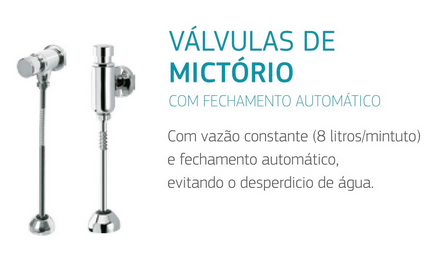 VÁLVULAS DE
MICTÓRIO
COM FECHAMENTO AUTOMÁTICO
Com vazão constante (8 litros/mintuto)
e fechamento automático,
evitando o desperdicio de água.